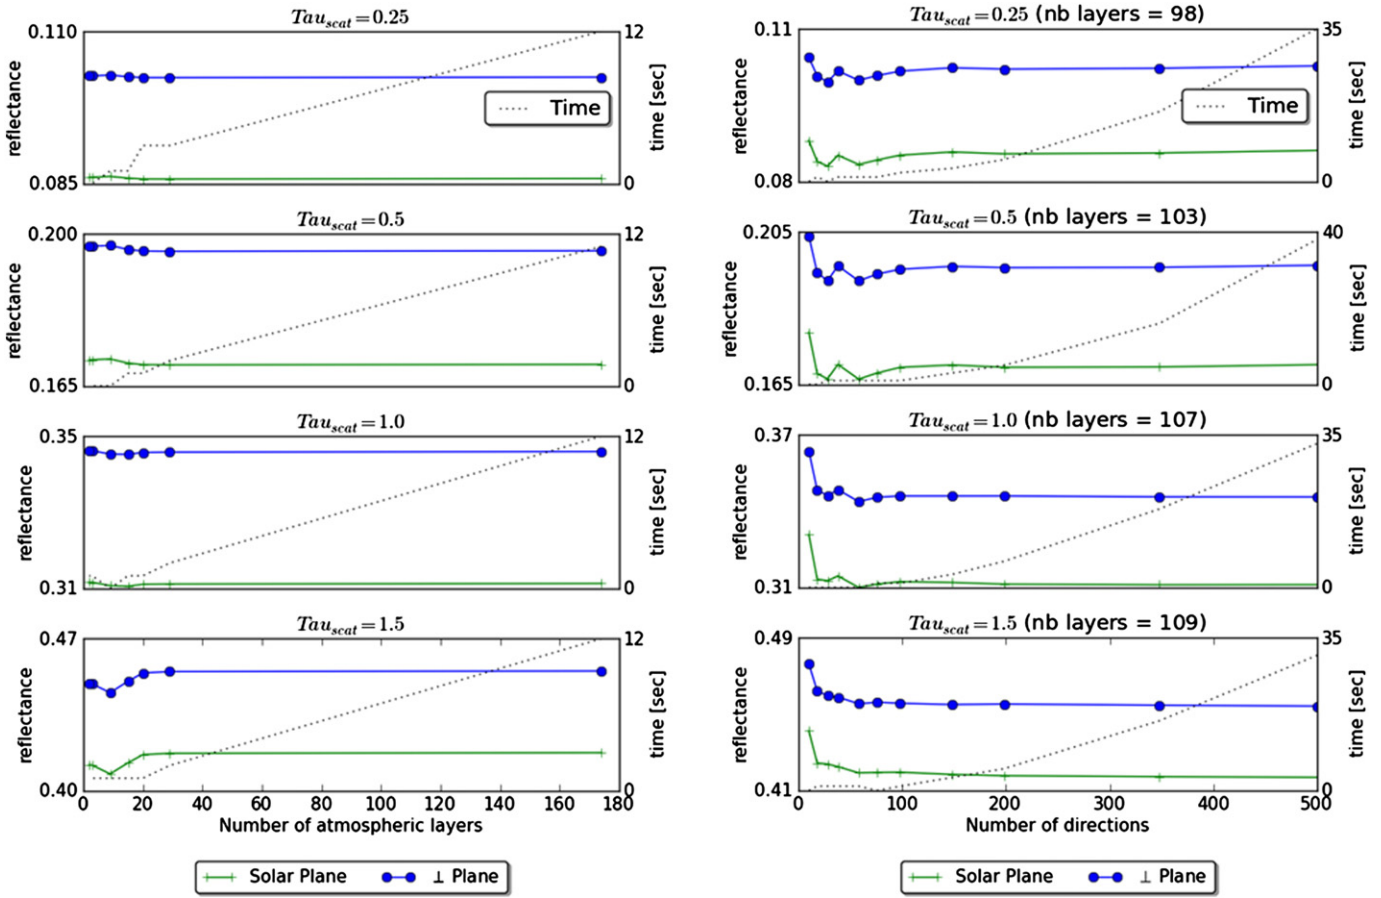 Tau_scat=0.25
0.110
0.085
reflectance
12
0
time [sec]
Time
Tau_scat=0.5
0.200
0.165
reflectance
12
0
time [sec]
Tau_scat=1.0
0.35
0.31
reflectance
12
0
time [sec]
Tau_scat=1.5
0.47
0.40
reflectance
12
0
time [sec]
0 20 40 60 80 100 120 140 160 180
Number of atmospheric layers
Solar Plane ⊥ Plane
Tau_scat=0.25 (nb layers = 98)
0.11
0.08
reflectance
35
0
time [sec]
Time
Tau_scat=0.5 (nb layers = 103)
0.205
0.165
reflectance
40
0
time [sec]
Tau_scat=1.0 (nb layers = 107)
0.37
0.31
reflectance
35
0
time [sec]
Tau_scat=1.5 (nb layers = 109)
0.49
0.41
reflectance
35
0
time [sec]
0 100 200 300 400 500
Number of directions
Solar Plane ⊥ Plane